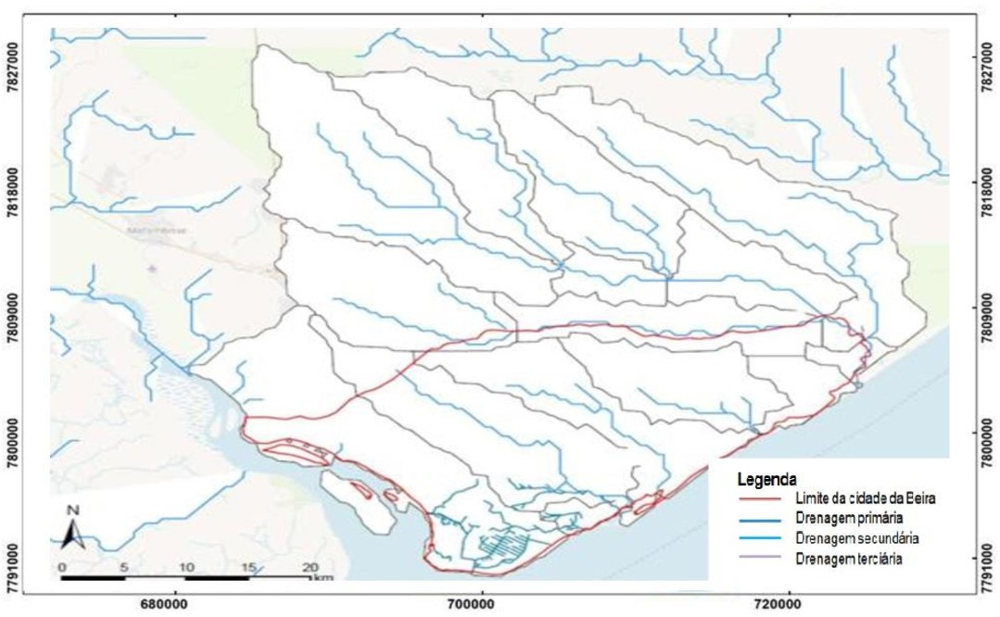 7827000
7827000
7818000
7818000
7809000
7809000
7800000
7800000
7791000
7791000
N
0 5 10 15 20
km
Legenda
Limite da cidade da Beira
Drenagem primária
Drenagem secundária
Drenagem terciária
680000 700000 720000